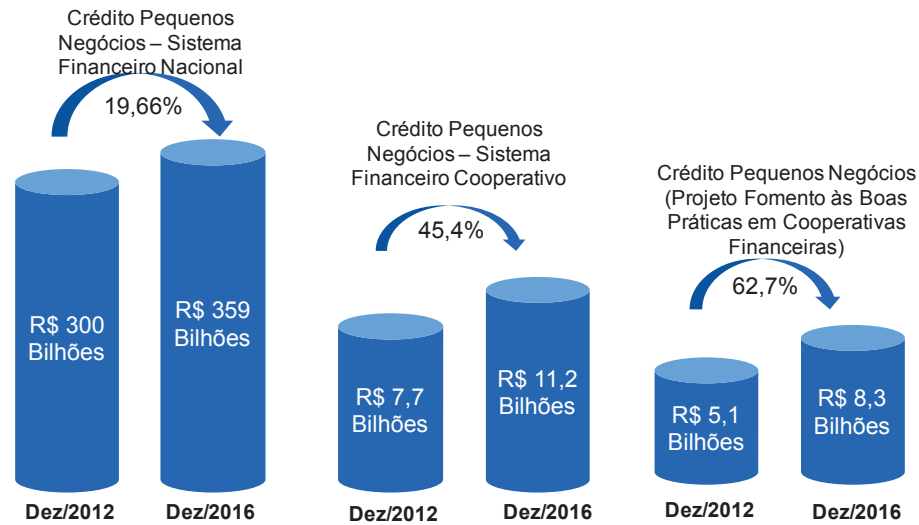 Crédito Pequenos
Negócios – Sistema
Financeiro Nacional
19,66%
R$ 300
Bilhões
R$ 359
Bilhões
Dez/2012
Dez/2016
Crédito Pequenos
Negócios – Sistema
Financeiro Cooperativo
45,4%
R$ 7,7
Bilhões
R$ 11,2
Bilhões
Dez/2012
Dez/2016
Crédito Pequenos Negócios
(Projeto Fomento às Boas
Práticas em Cooperativas
Financeiras)
62,7%
R$ 5,1
Bilhões
R$ 8,3
Bilhões
Dez/2012
Dez/2016